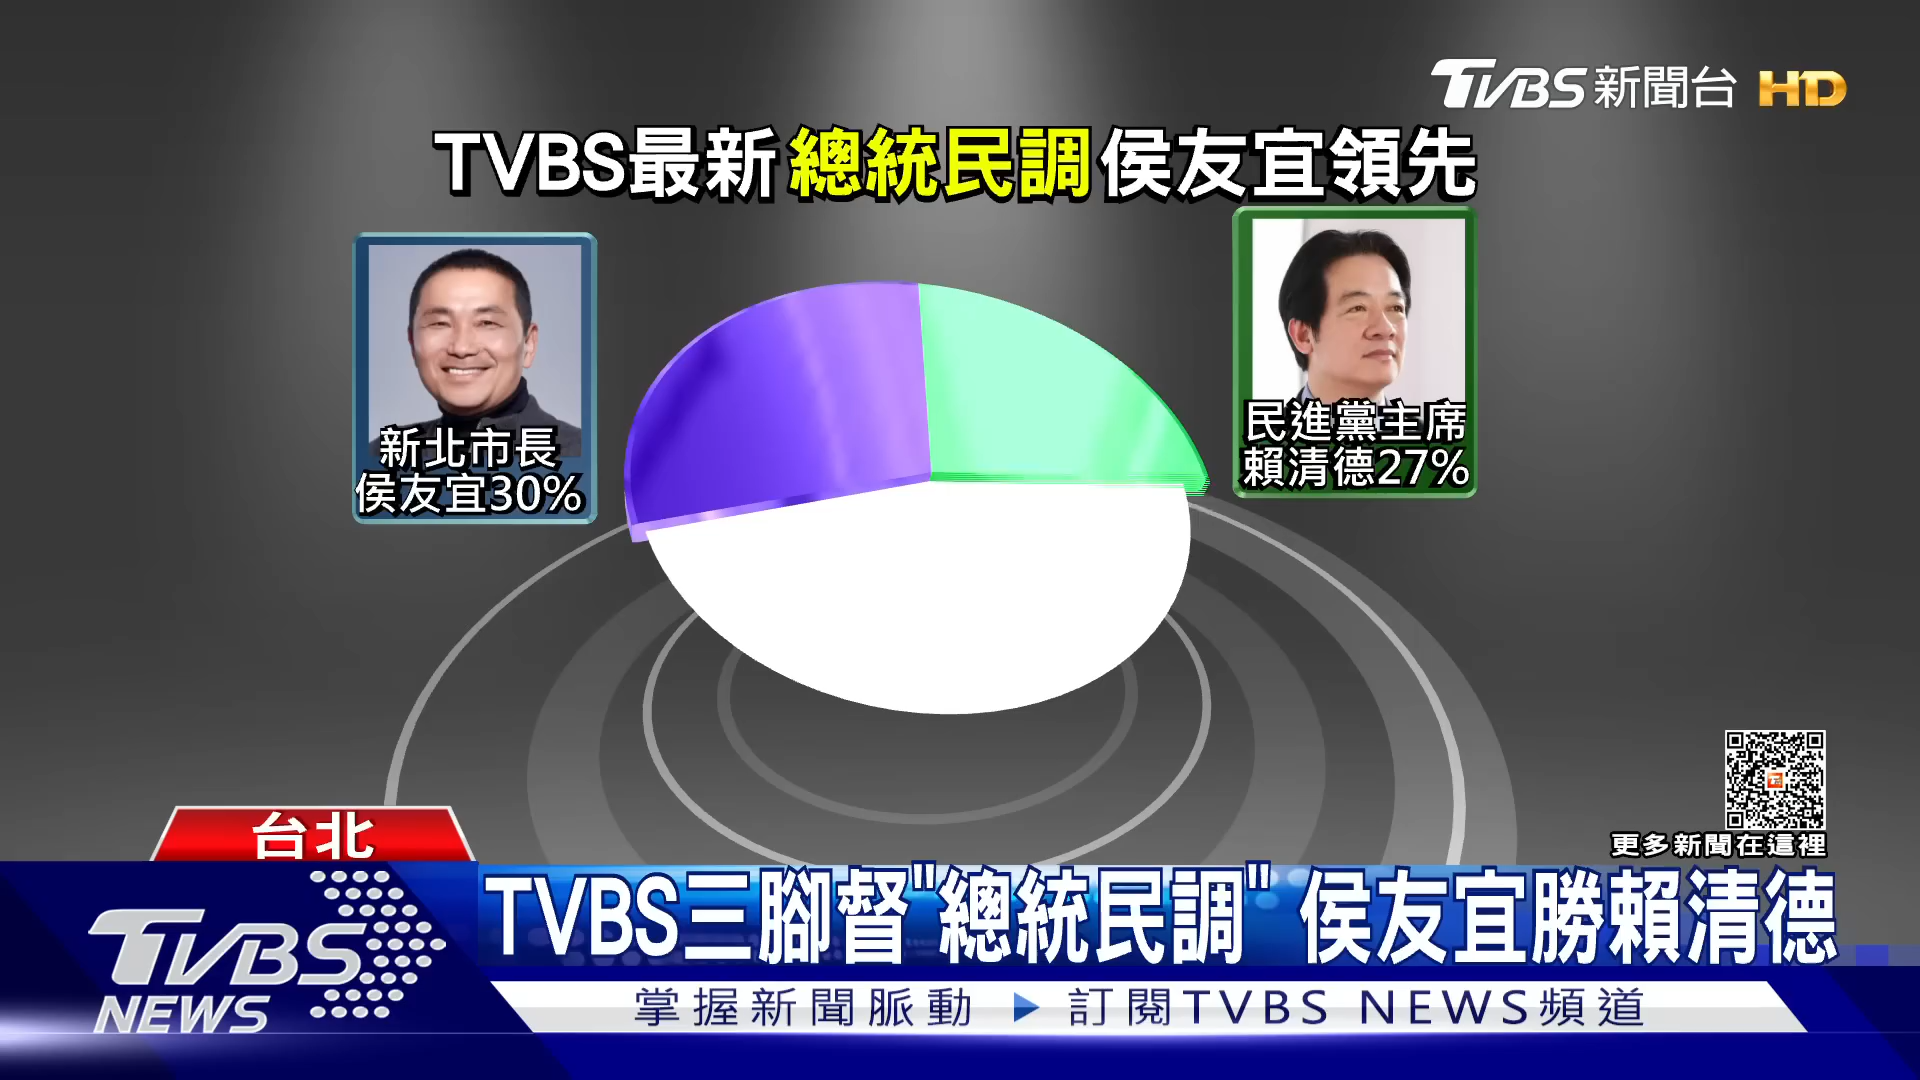 TVBS新聞台 HD
TVBS最新總統民調侯友宜領先
新北市長
侯友宜30%
民進黨主席
賴清德27%
更多新聞在這裡
台北
TVBS三腳督"總統民調" 侯友宜勝賴清德
TVBS
NEWS
掌握新聞脈動 ▶ 訂閱TVBS NEWS頻道